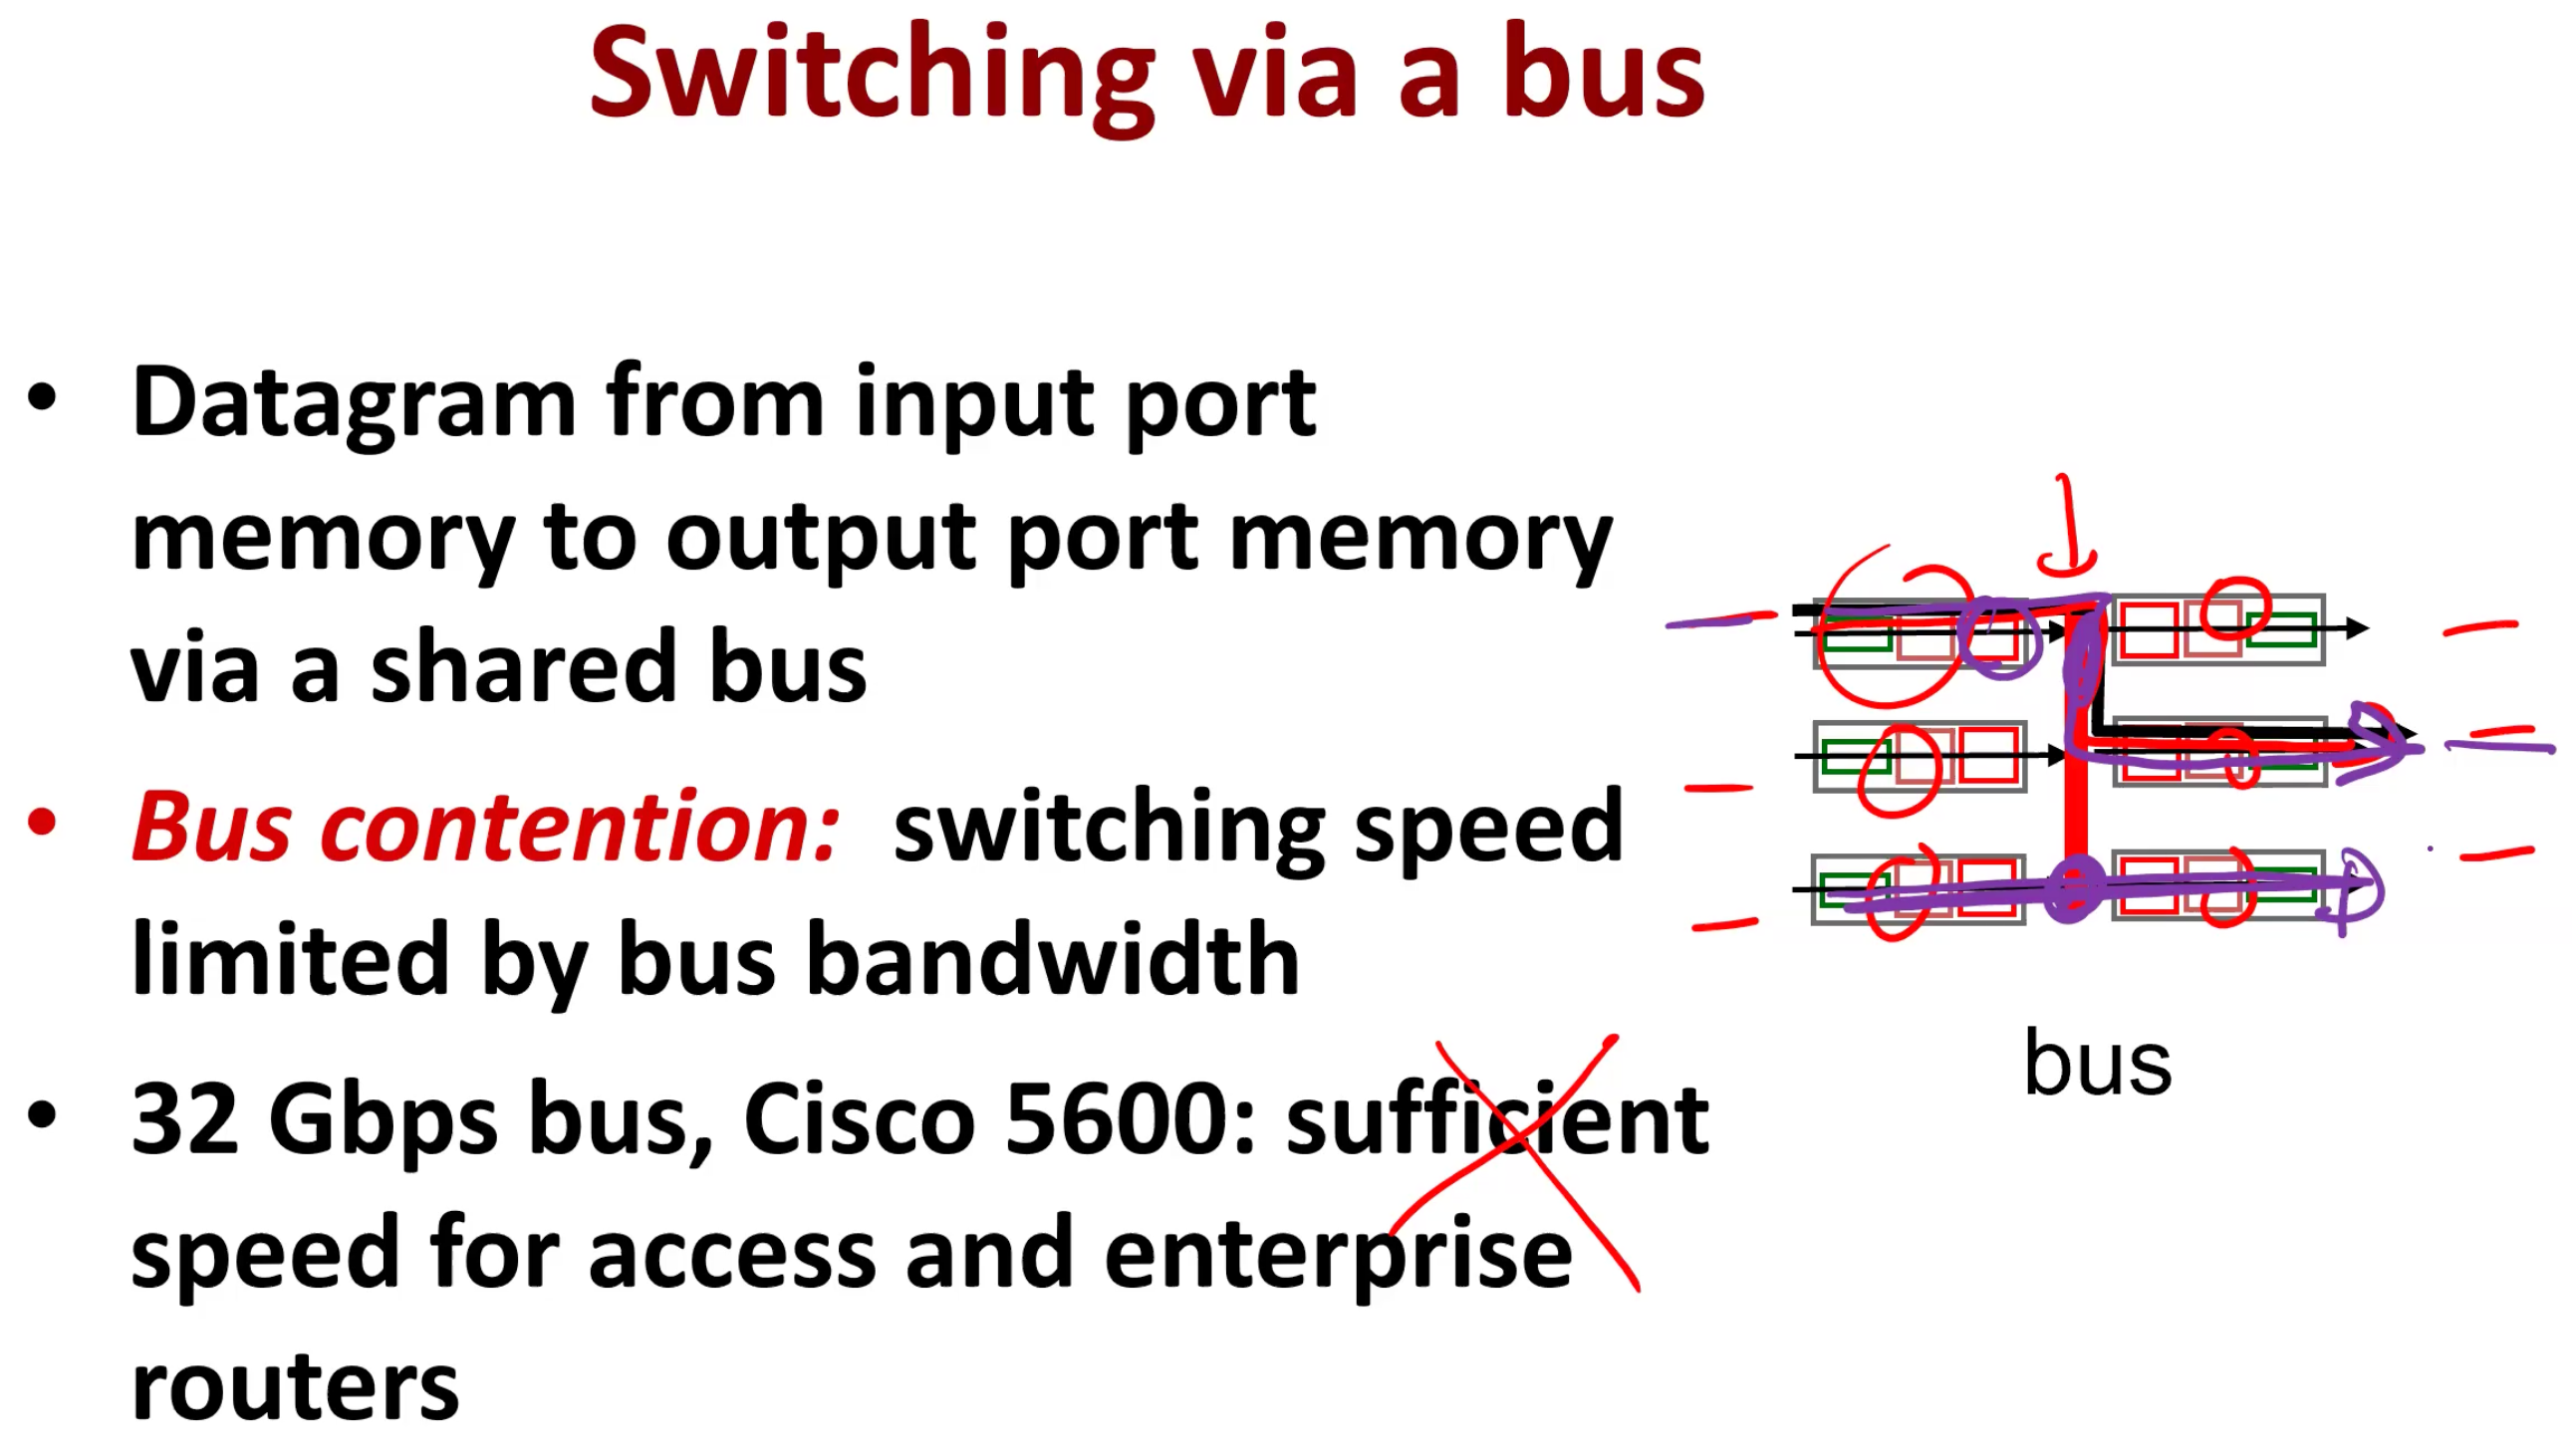 Switching via a bus
• Datagram from input port
memory to output port memory
via a shared bus
• Bus contention: switching speed
limited by bus bandwidth
• 32 Gbps bus, Cisco 5600: sufficient
speed for access and enterprise
routers
bus